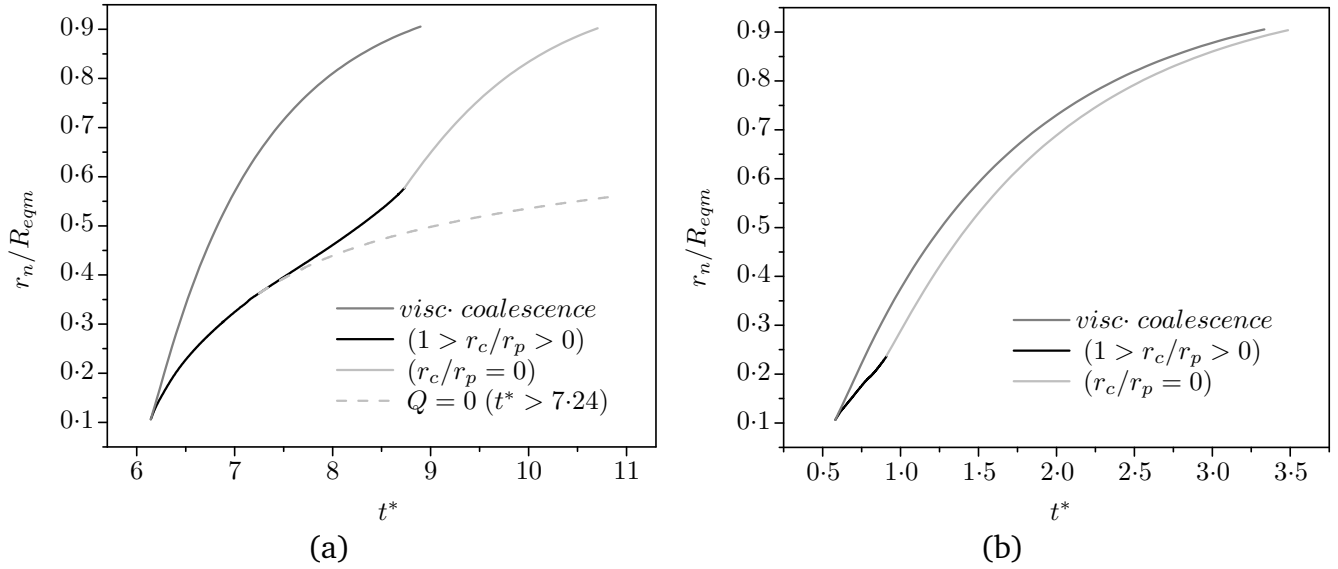 0·9
0·8
0·7
0·6
0·5
0·4
0·3
0·2
0·1
r_n/R_{eqm}
visc· coalescence
(1 > r_c/r_p > 0)
(r_c/r_p = 0)
Q = 0 (t* > 7·24)
6 7 8 9 10 11
t*
(a)
0·9
0·8
0·7
0·6
0·5
0·4
0·3
0·2
0·1
r_n/R_{eqm}
visc· coalescence
(1 > r_c/r_p > 0)
(r_c/r_p = 0)
0·5 1·0 1·5 2·0 2·5 3·0 3·5
t*
(b)